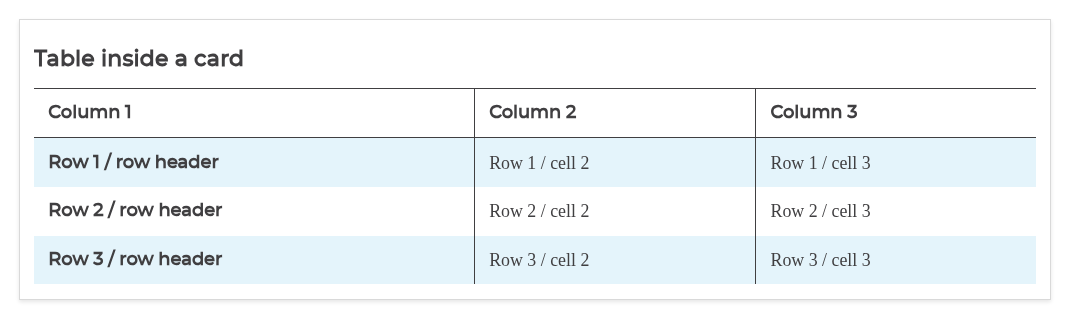 Table inside a card
Column 1 Column 2 Column 3
Row 1 / row header Row 1 / cell 2 Row 1 / cell 3
Row 2 / row header Row 2 / cell 2 Row 2 / cell 3
Row 3 / row header Row 3 / cell 2 Row 3 / cell 3